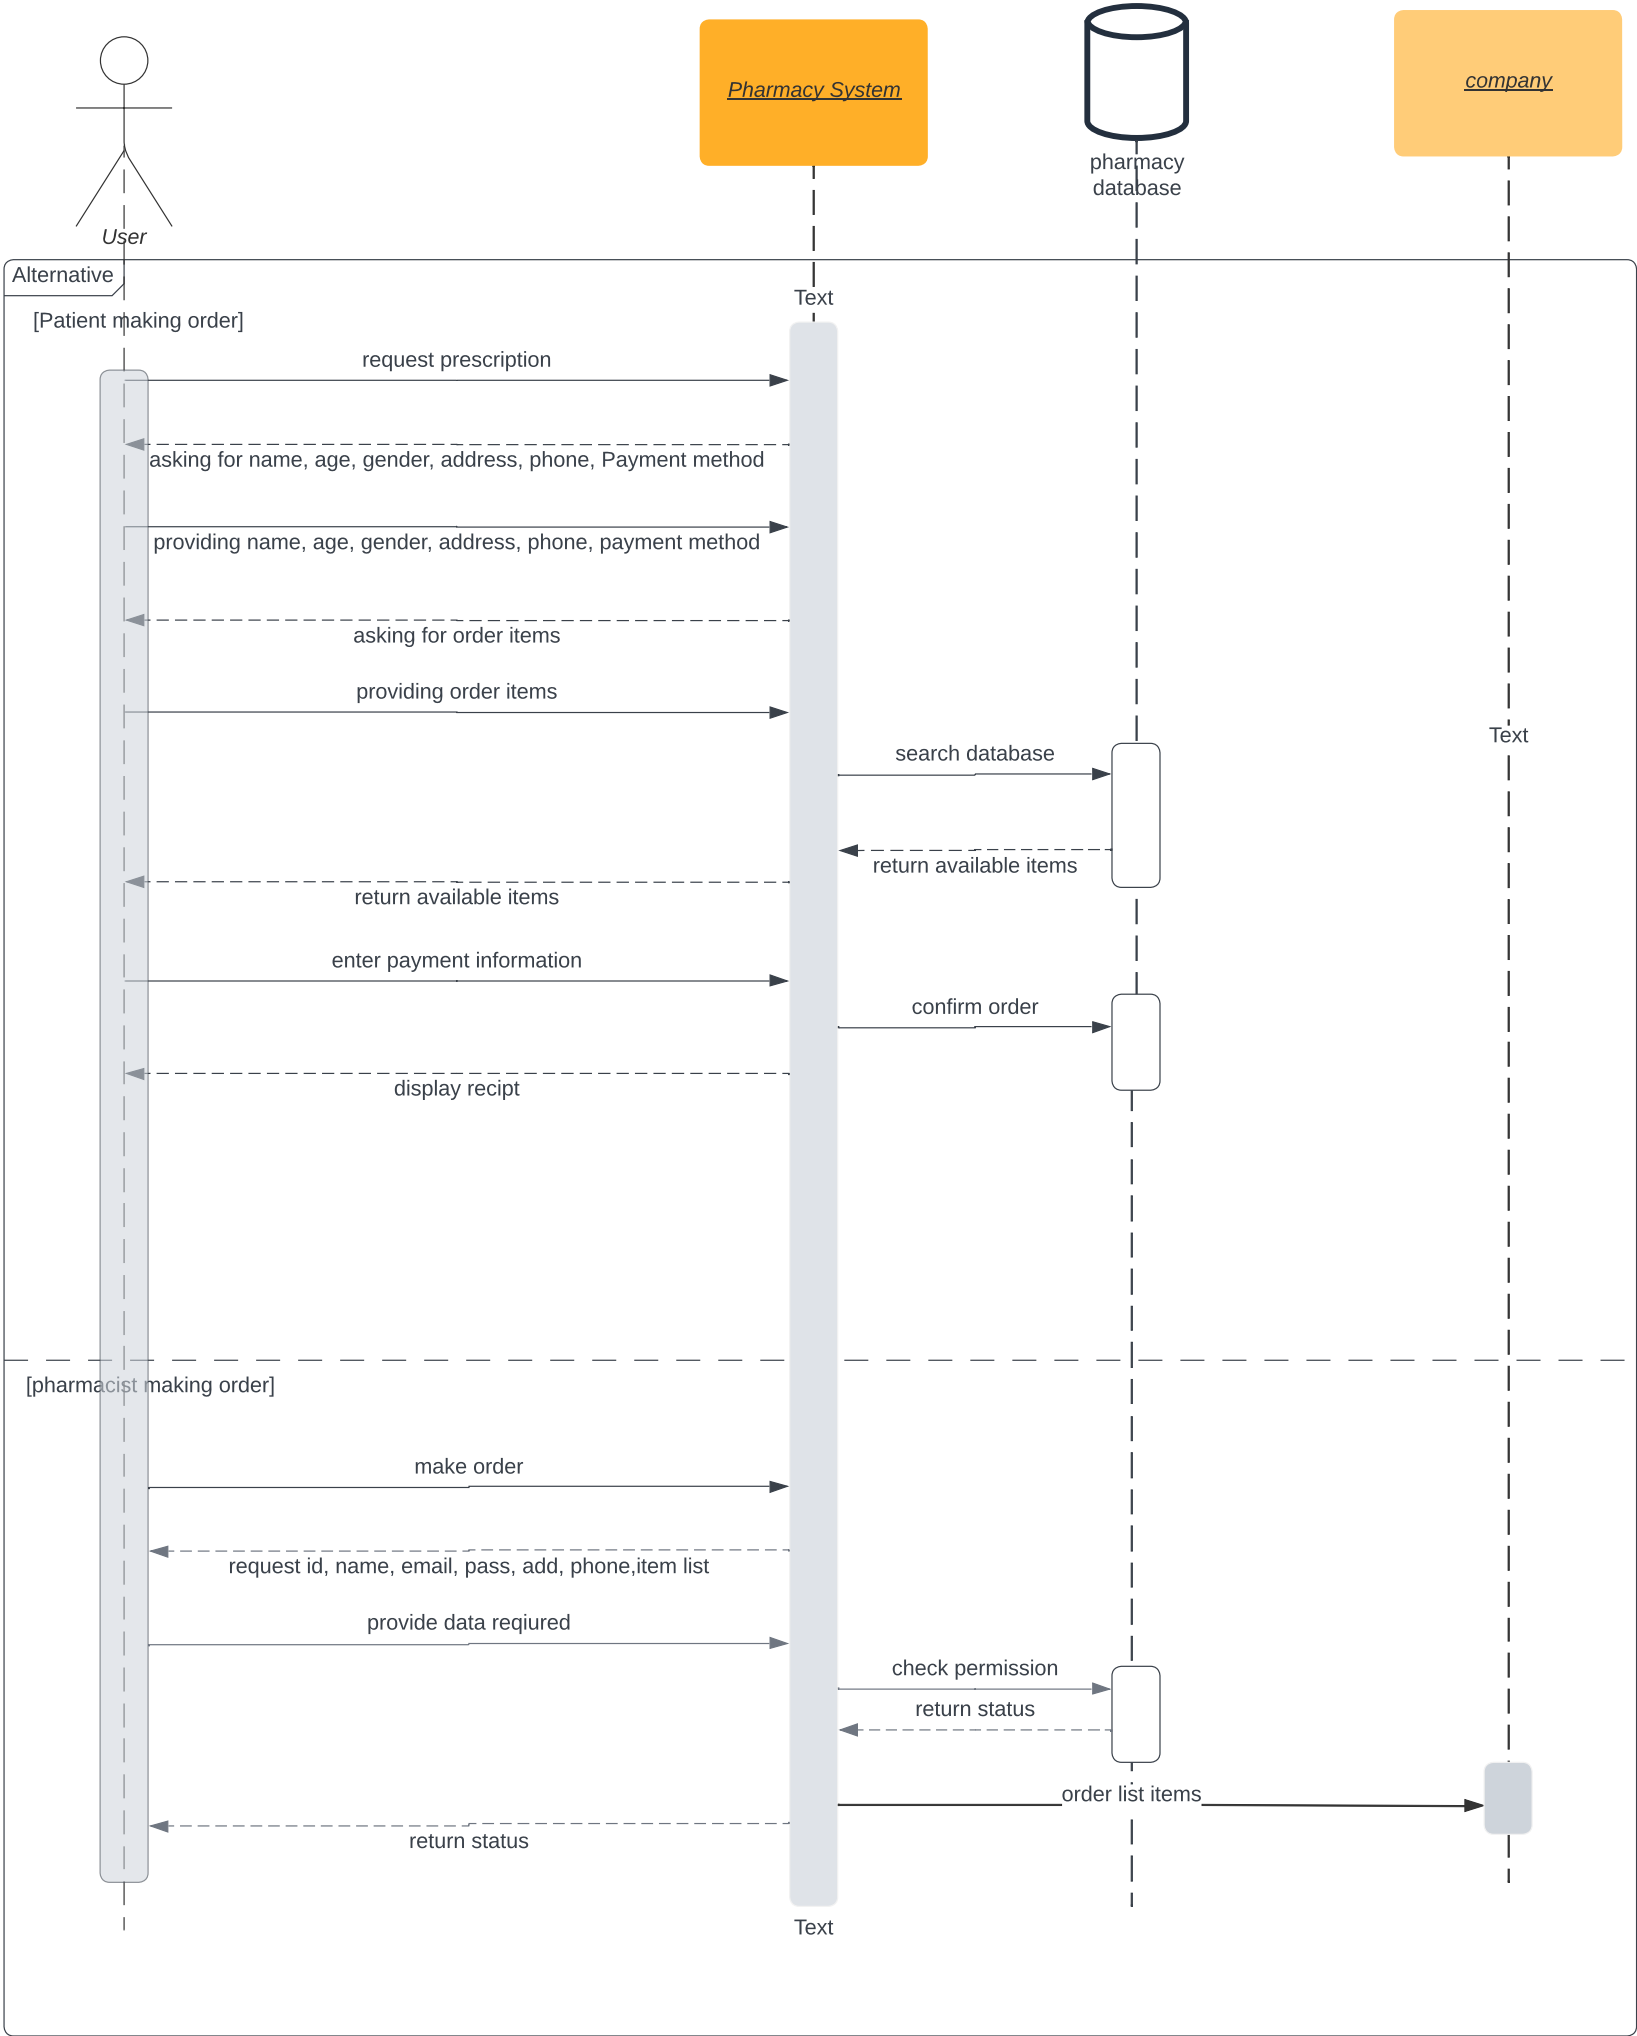 Pharmacy System
company
pharmacy
database
User
Alternative
Text
[Patient making order]
request prescription
asking for name, age, gender, address, phone, Payment method
providing name, age, gender, address, phone, payment method
asking for order items
providing order items
Text
search database
return available items
return available items
enter payment information
confirm order
display recipt
[pharmacist making order]
make order
request id, name, email, pass, add, phone,item list
provide data reqiured
check permission
return status
order list items
return status
Text